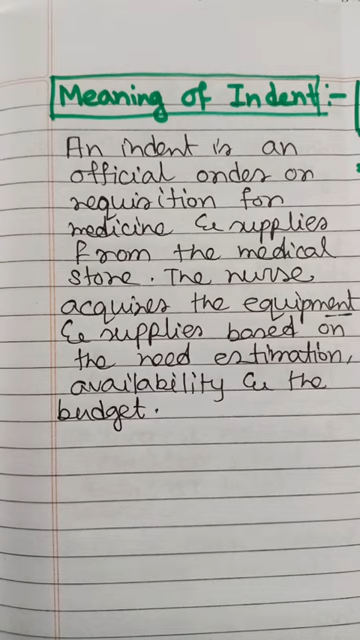 Meaning of Indent:-
An indent is an
official order or
requisition for
medicine & supplies
from the medical
store. The nurse
acquires the equipment
& supplies based on
the need estimation,
availability & the
budget.